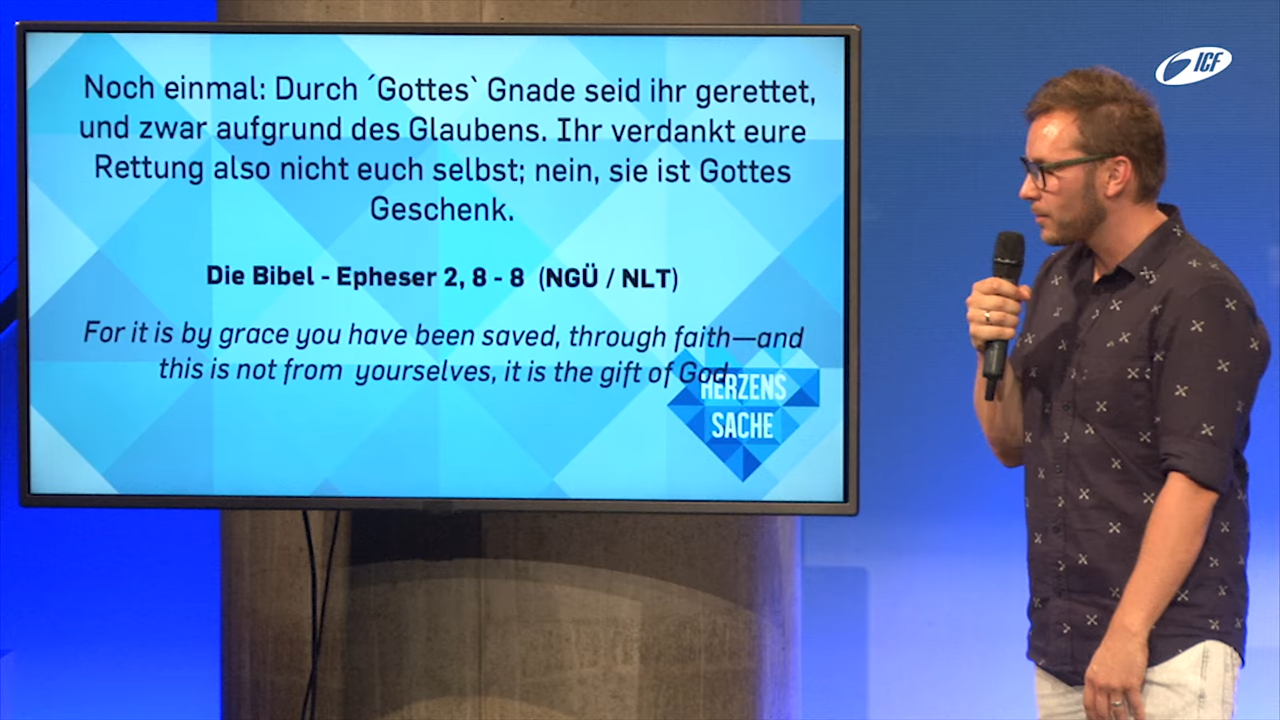 ICF
Noch einmal: Durch ´Gottes` Gnade seid ihr gerettet,
und zwar aufgrund des Glaubens. Ihr verdankt eure
Rettung also nicht euch selbst; nein, sie ist Gottes
Geschenk.
Die Bibel - Epheser 2, 8 - 8 (NGÜ / NLT)
For it is by grace you have been saved, through faith—and
this is not from yourselves, it is the gift of God
HERZENS
SACHE